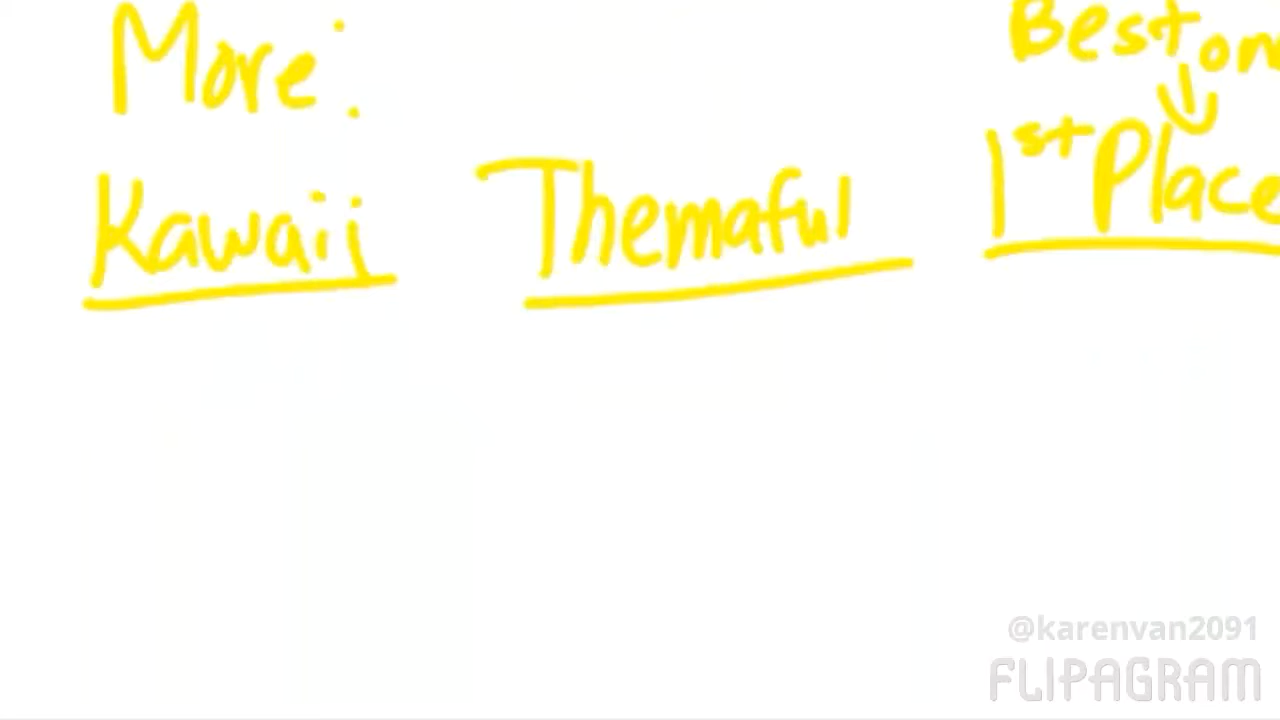 More:
Best on
Kawaii
Themaful
1st Place
@karenvan2091
FLIPAGRAM